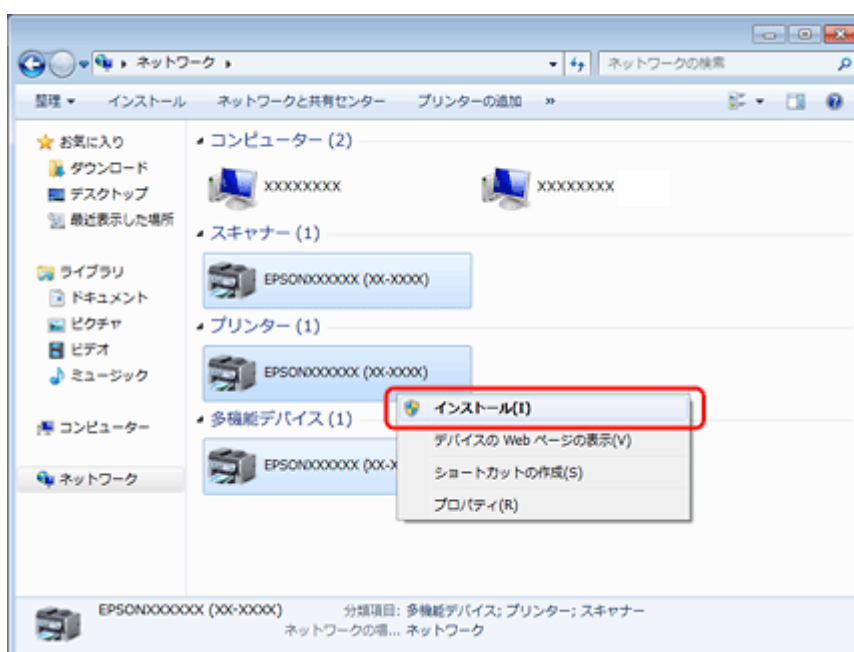 ネットワーク
ネットワークの検索
整理 インストール ネットワークと共有センター プリンターの追加 »
お気に入り
ダウンロード
デスクトップ
最近表示した場所
ライブラリ
ドキュメント
ピクチャ
ビデオ
ミュージック
コンピューター
ネットワーク
コンピューター (2)
XXXXXXXX XXXXXXXX
スキャナー (1)
EPSONXXXXXX (XX-XXXX)
プリンター (1)
EPSONXXXXXX (XX-XXXX)
多機能デバイス (1)
EPSONXXXXXX (XX-X
インストール(I)
デバイスの Web ページの表示(V)
ショートカットの作成(S)
プロパティ(R)
EPSONXXXXXX (XX-XXXX) 分類項目: 多機能デバイス; プリンター; スキャナー
ネットワークの場... ネットワーク